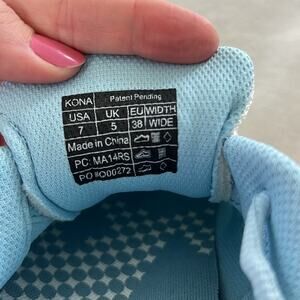 KONA Patent Pending
USA UK EU WIDTH
7 5 38 WIDE
Made in China
PC: MA14RS
PO #O00272